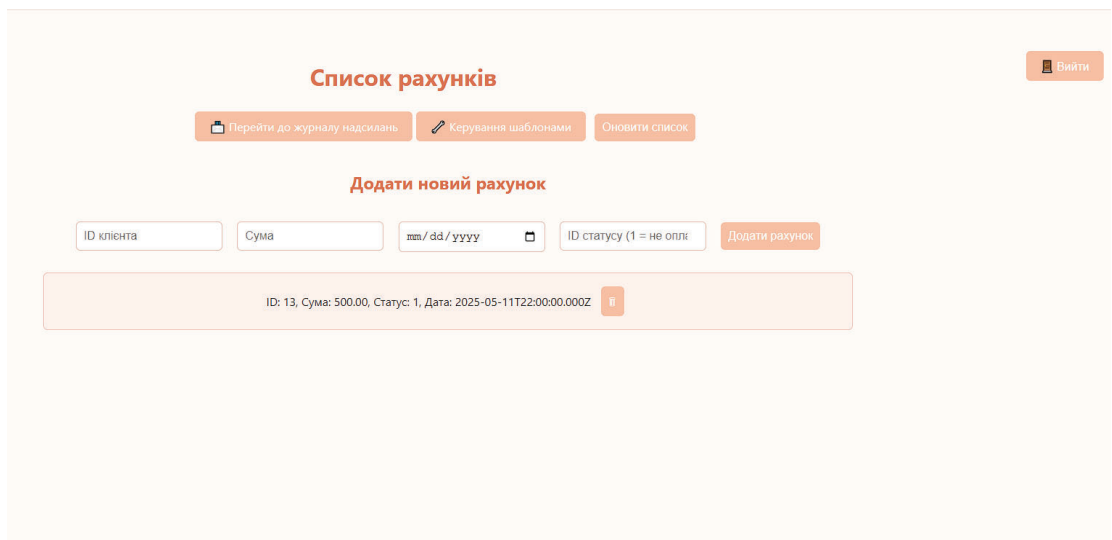 Вийти
Список рахунків
Перейти до журналу надсилань Керування шаблонами Оновити список
Додати новий рахунок
ID клієнта Сума mm/dd/yyyy ID статусу (1 = не опла Додати рахунок
ID: 13, Сума: 500.00, Статус: 1, Дата: 2025-05-11T22:00:00.000Z